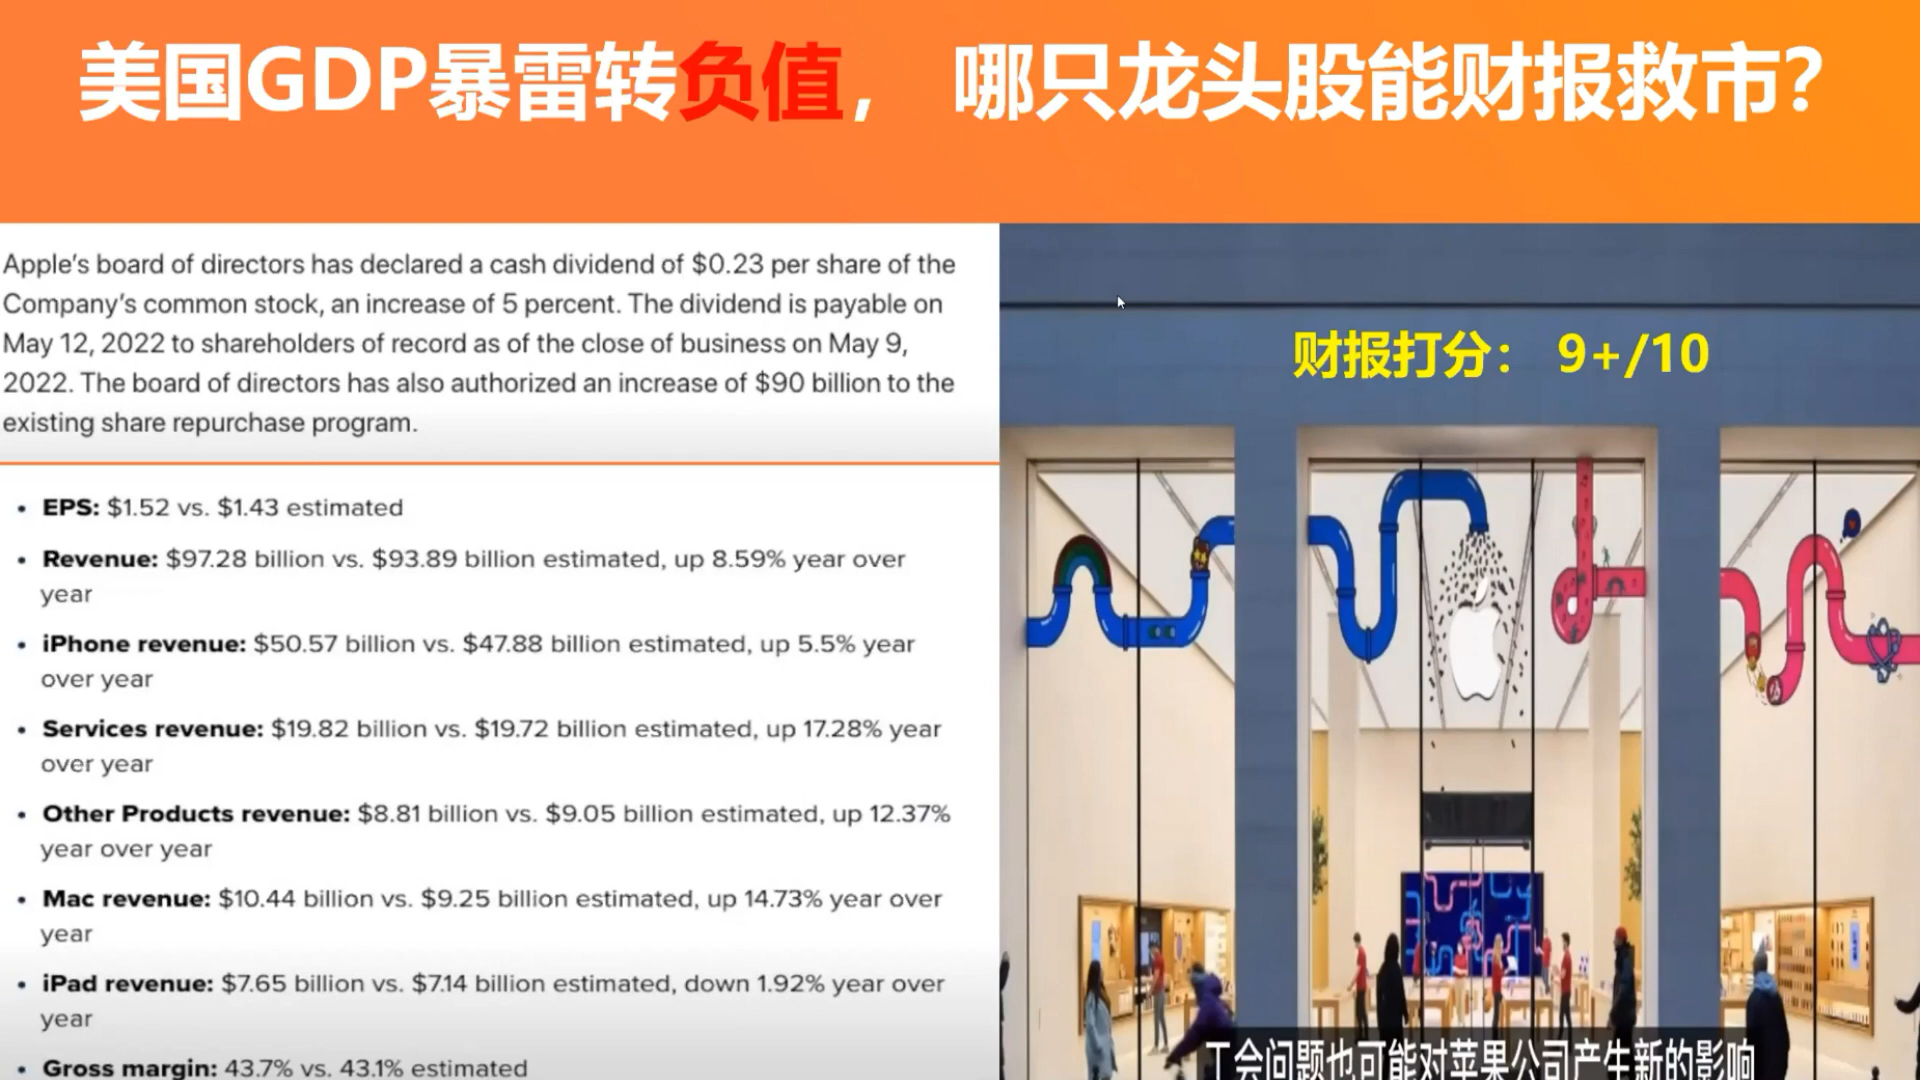 美国GDP暴雷转负值， 哪只龙头股能财报救市？
Apple’s board of directors has declared a cash dividend of $0.23 per share of the
Company’s common stock, an increase of 5 percent. The dividend is payable on
May 12, 2022 to shareholders of record as of the close of business on May 9,
2022. The board of directors has also authorized an increase of $90 billion to the
existing share repurchase program.
• EPS: $1.52 vs. $1.43 estimated
• Revenue: $97.28 billion vs. $93.89 billion estimated, up 8.59% year over
year
• iPhone revenue: $50.57 billion vs. $47.88 billion estimated, up 5.5% year
over year
• Services revenue: $19.82 billion vs. $19.72 billion estimated, up 17.28% year
over year
• Other Products revenue: $8.81 billion vs. $9.05 billion estimated, up 12.37%
year over year
• Mac revenue: $10.44 billion vs. $9.25 billion estimated, up 14.73% year over
year
• iPad revenue: $7.65 billion vs. $7.14 billion estimated, down 1.92% year over
year
• Gross margin: 43.7% vs. 43.1% estimated
财报打分： 9+/10
工会问题也可能对苹果公司产生新的影响